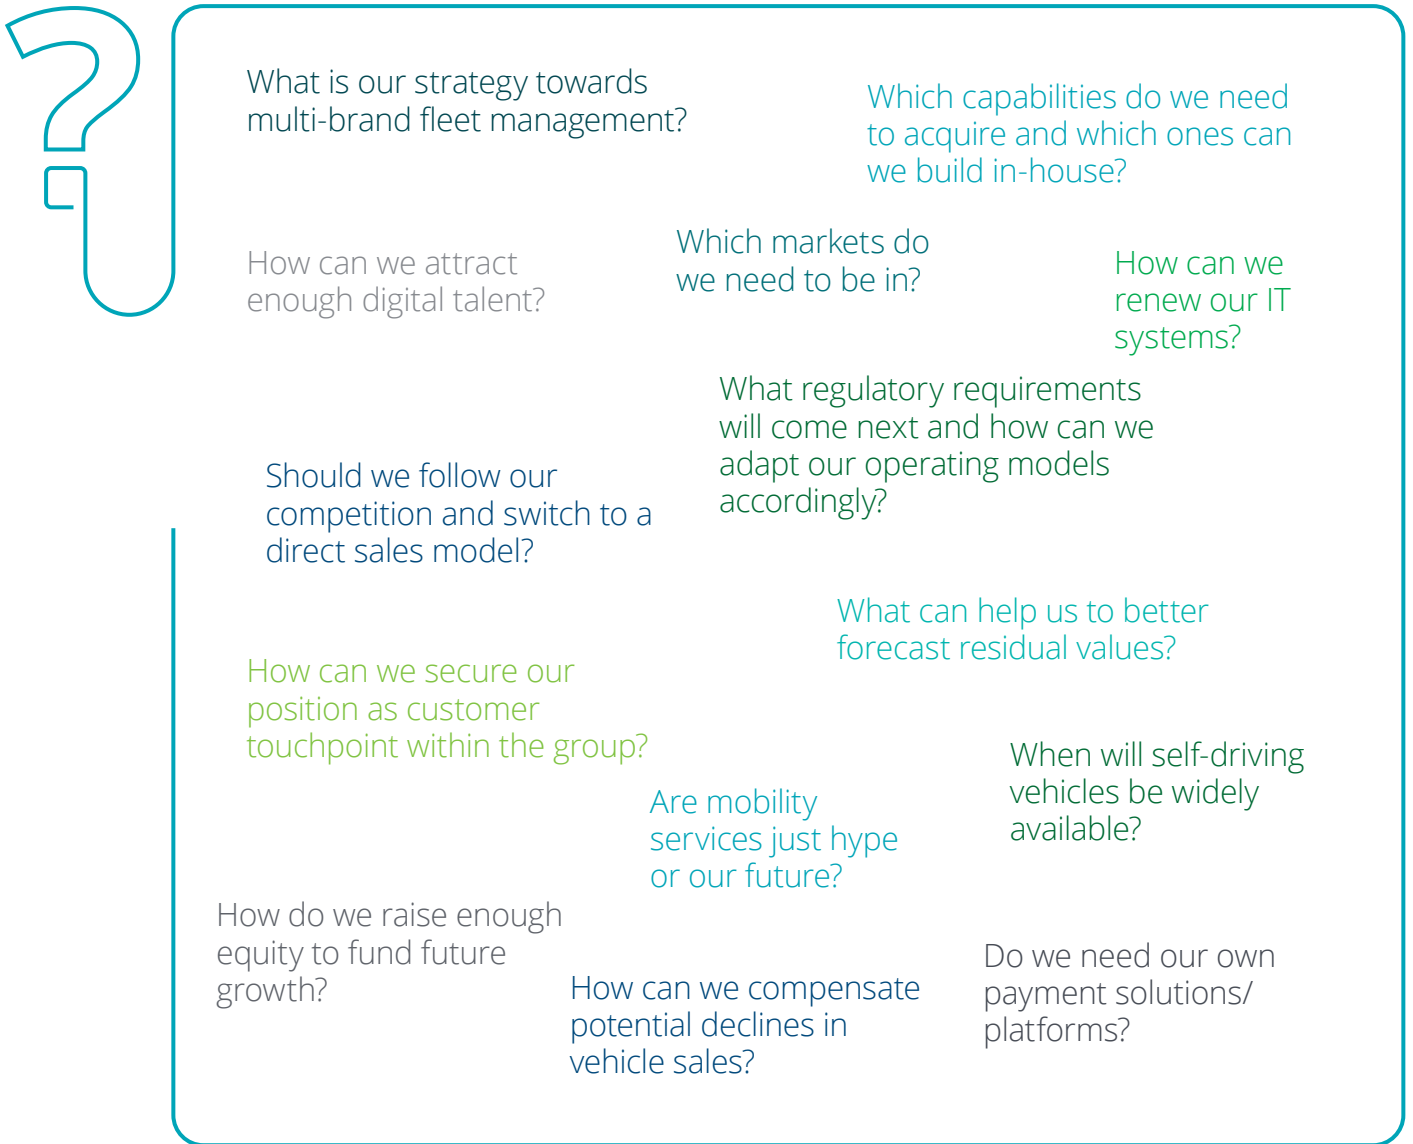 What is our strategy towards
multi-brand fleet management?
Which capabilities do we need
to acquire and which ones can
we build in-house?
How can we attract
enough digital talent?
Which markets do
we need to be in?
How can we
renew our IT
systems?
What regulatory requirements
will come next and how can we
adapt our operating models
accordingly?
Should we follow our
competition and switch to a
direct sales model?
What can help us to better
forecast residual values?
How can we secure our
position as customer
touchpoint within the group?
When will self-driving
vehicles be widely
available?
Are mobility
services just hype
or our future?
How do we raise enough
equity to fund future
growth?
How can we compensate
potential declines in
vehicle sales?
Do we need our own
payment solutions/
platforms?